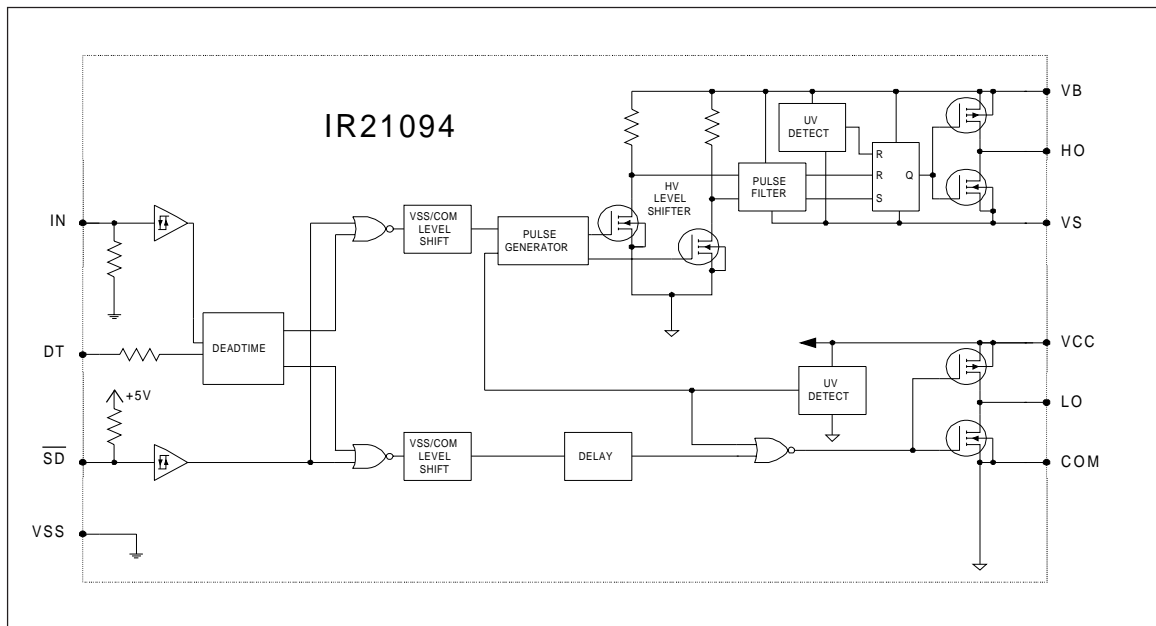 IR21094
VB
UV
DETECT
R
R
S
Q
HO
PULSE
FILTER
HV
LEVEL
SHIFTER
VS
IN
VSS/COM
LEVEL
SHIFT
PULSE
GENERATOR
DEADTIME
DT
+5V
VCC
UV
DETECT
LO
SD
VSS/COM
LEVEL
SHIFT
DELAY
COM
VSS